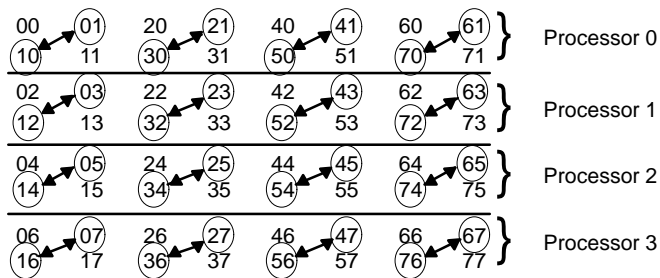 00 01 20 21 40 41 60 61
Processor 0
10 11 30 31 50 51 70 71
02 03 22 23 42 43 62 63
Processor 1
12 13 32 33 52 53 72 73
04 05 24 25 44 45 64 65
Processor 2
14 15 34 35 54 55 74 75
06 07 26 27 46 47 66 67
Processor 3
16 17 36 37 56 57 76 77